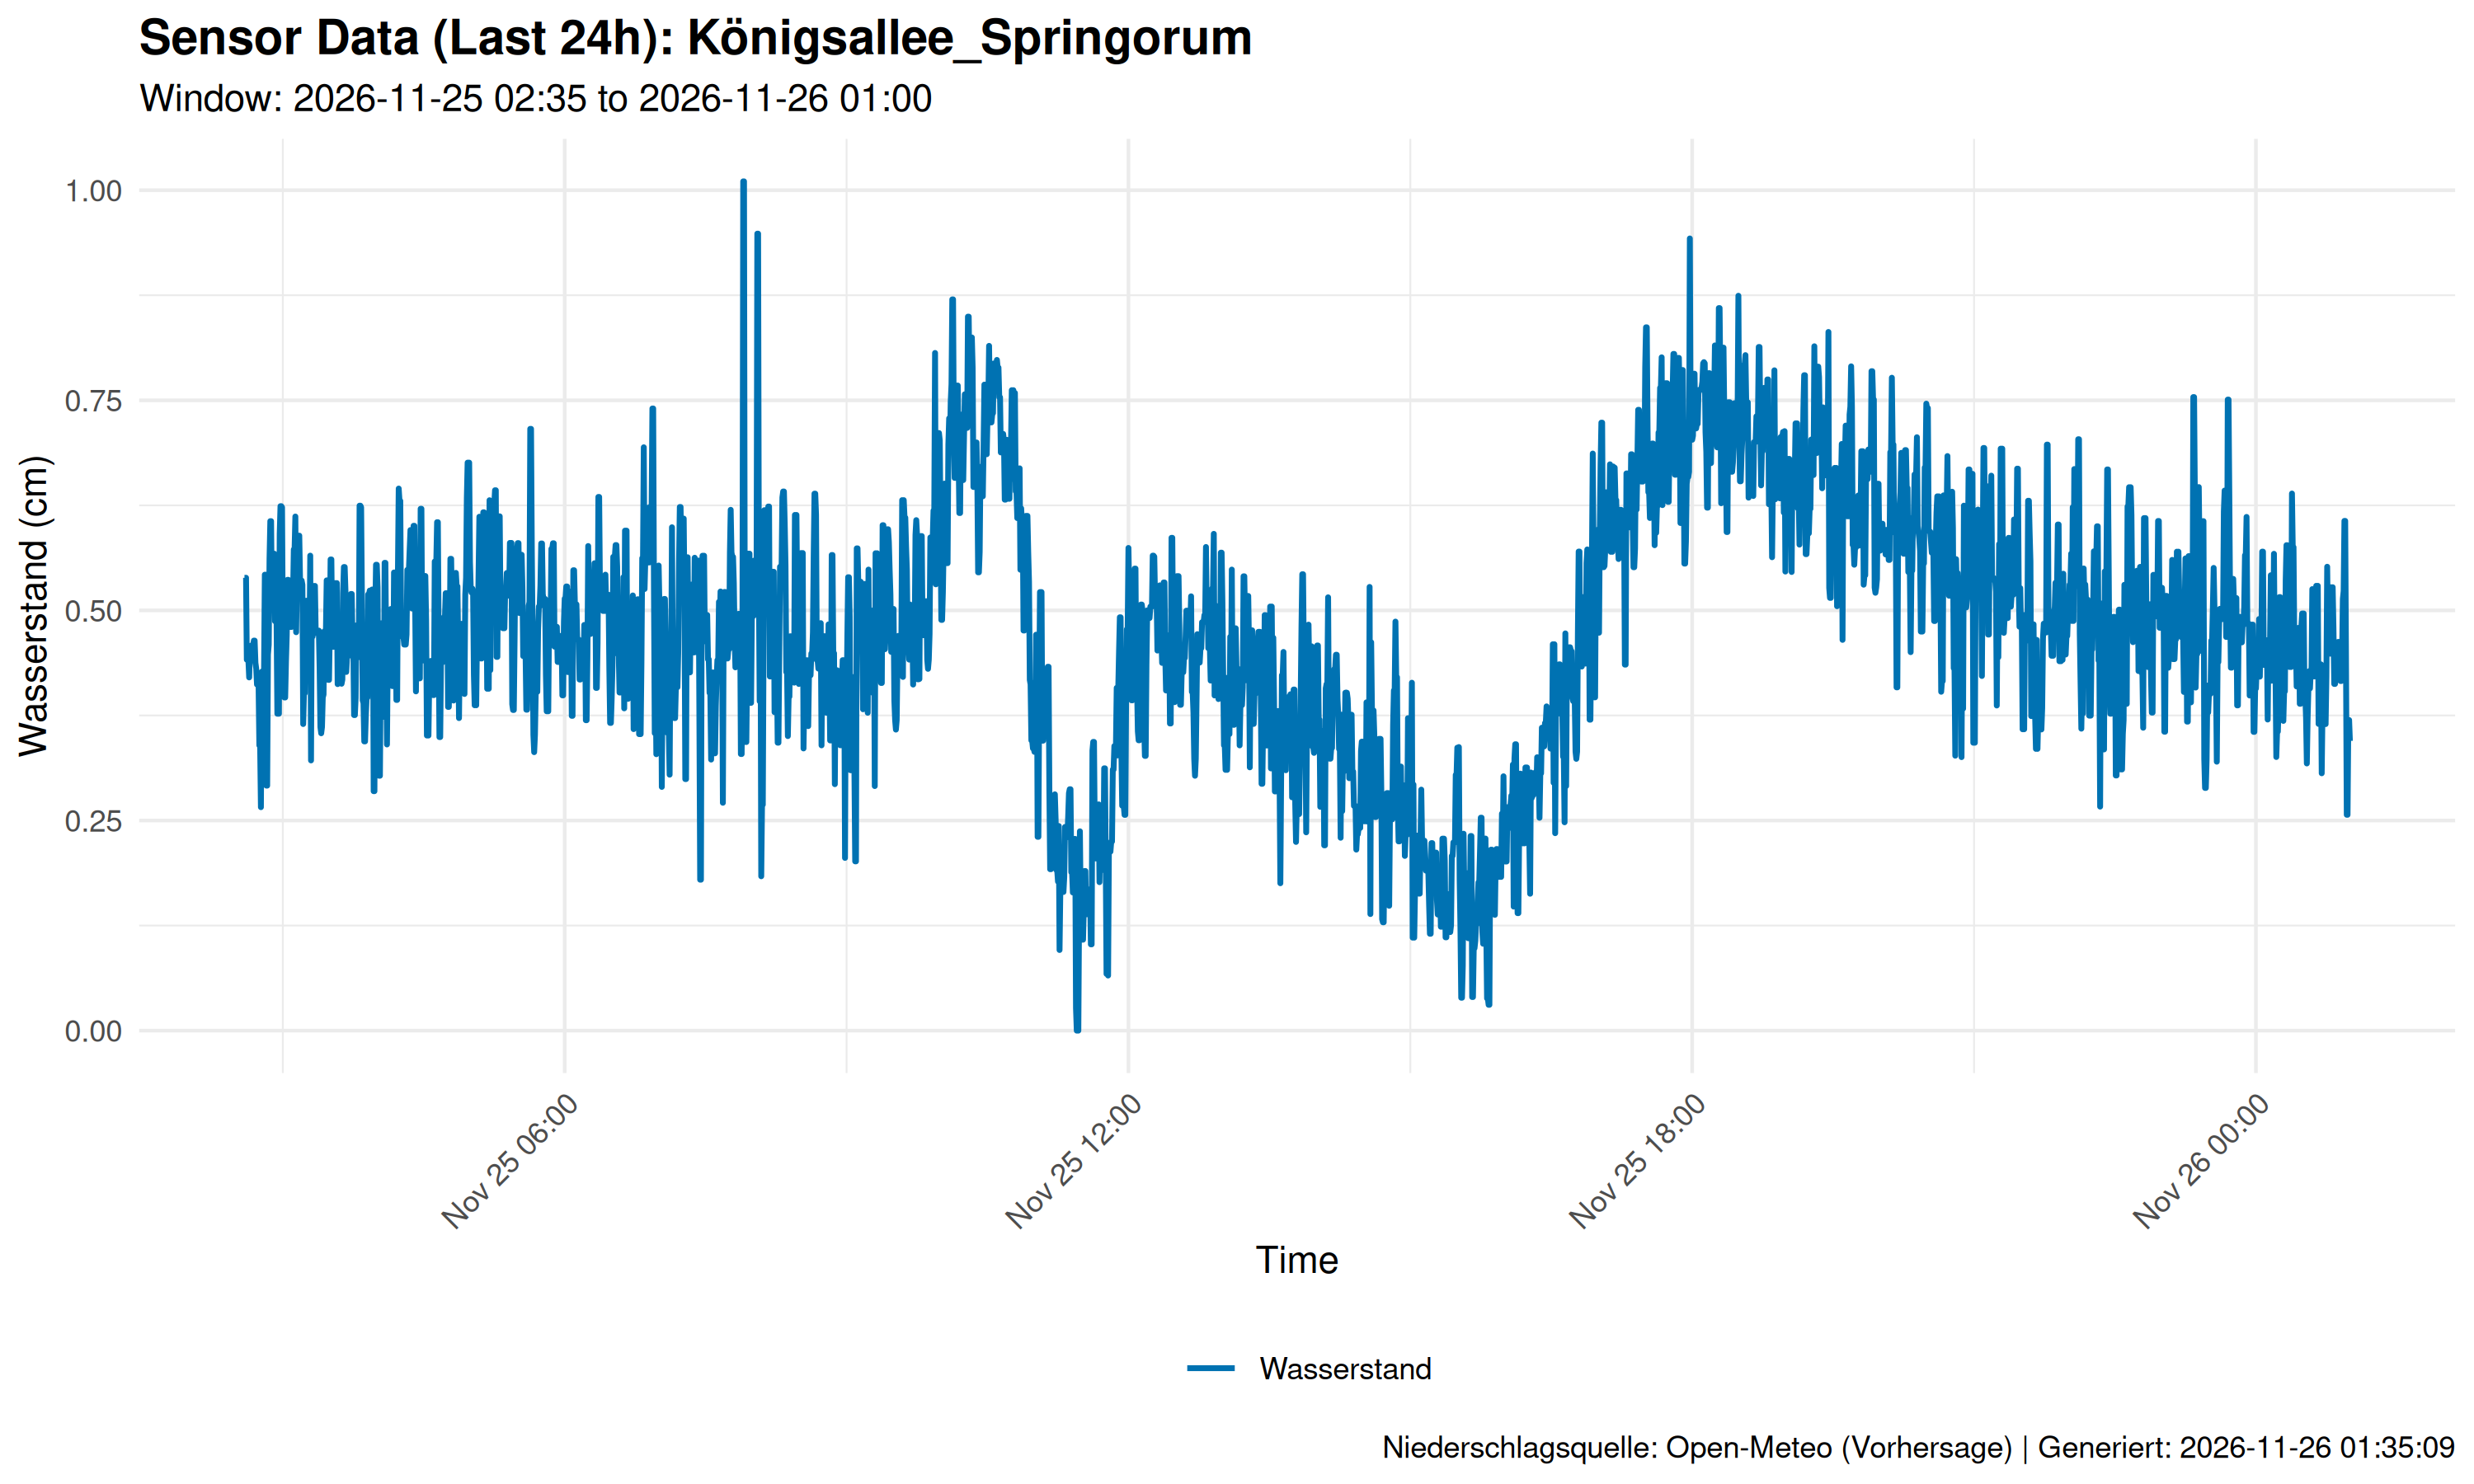 Sensor Data (Last 24h): Königsallee_Springorum
Window: 2026-11-25 02:35 to 2026-11-26 01:00
Wasserstand (cm)
1.00
0.75
0.50
0.25
0.00
Nov 25 06:00
Nov 25 12:00
Nov 25 18:00
Nov 26 00:00
Time
Wasserstand
Niederschlagsquelle: Open-Meteo (Vorhersage) | Generiert: 2026-11-26 01:35:09